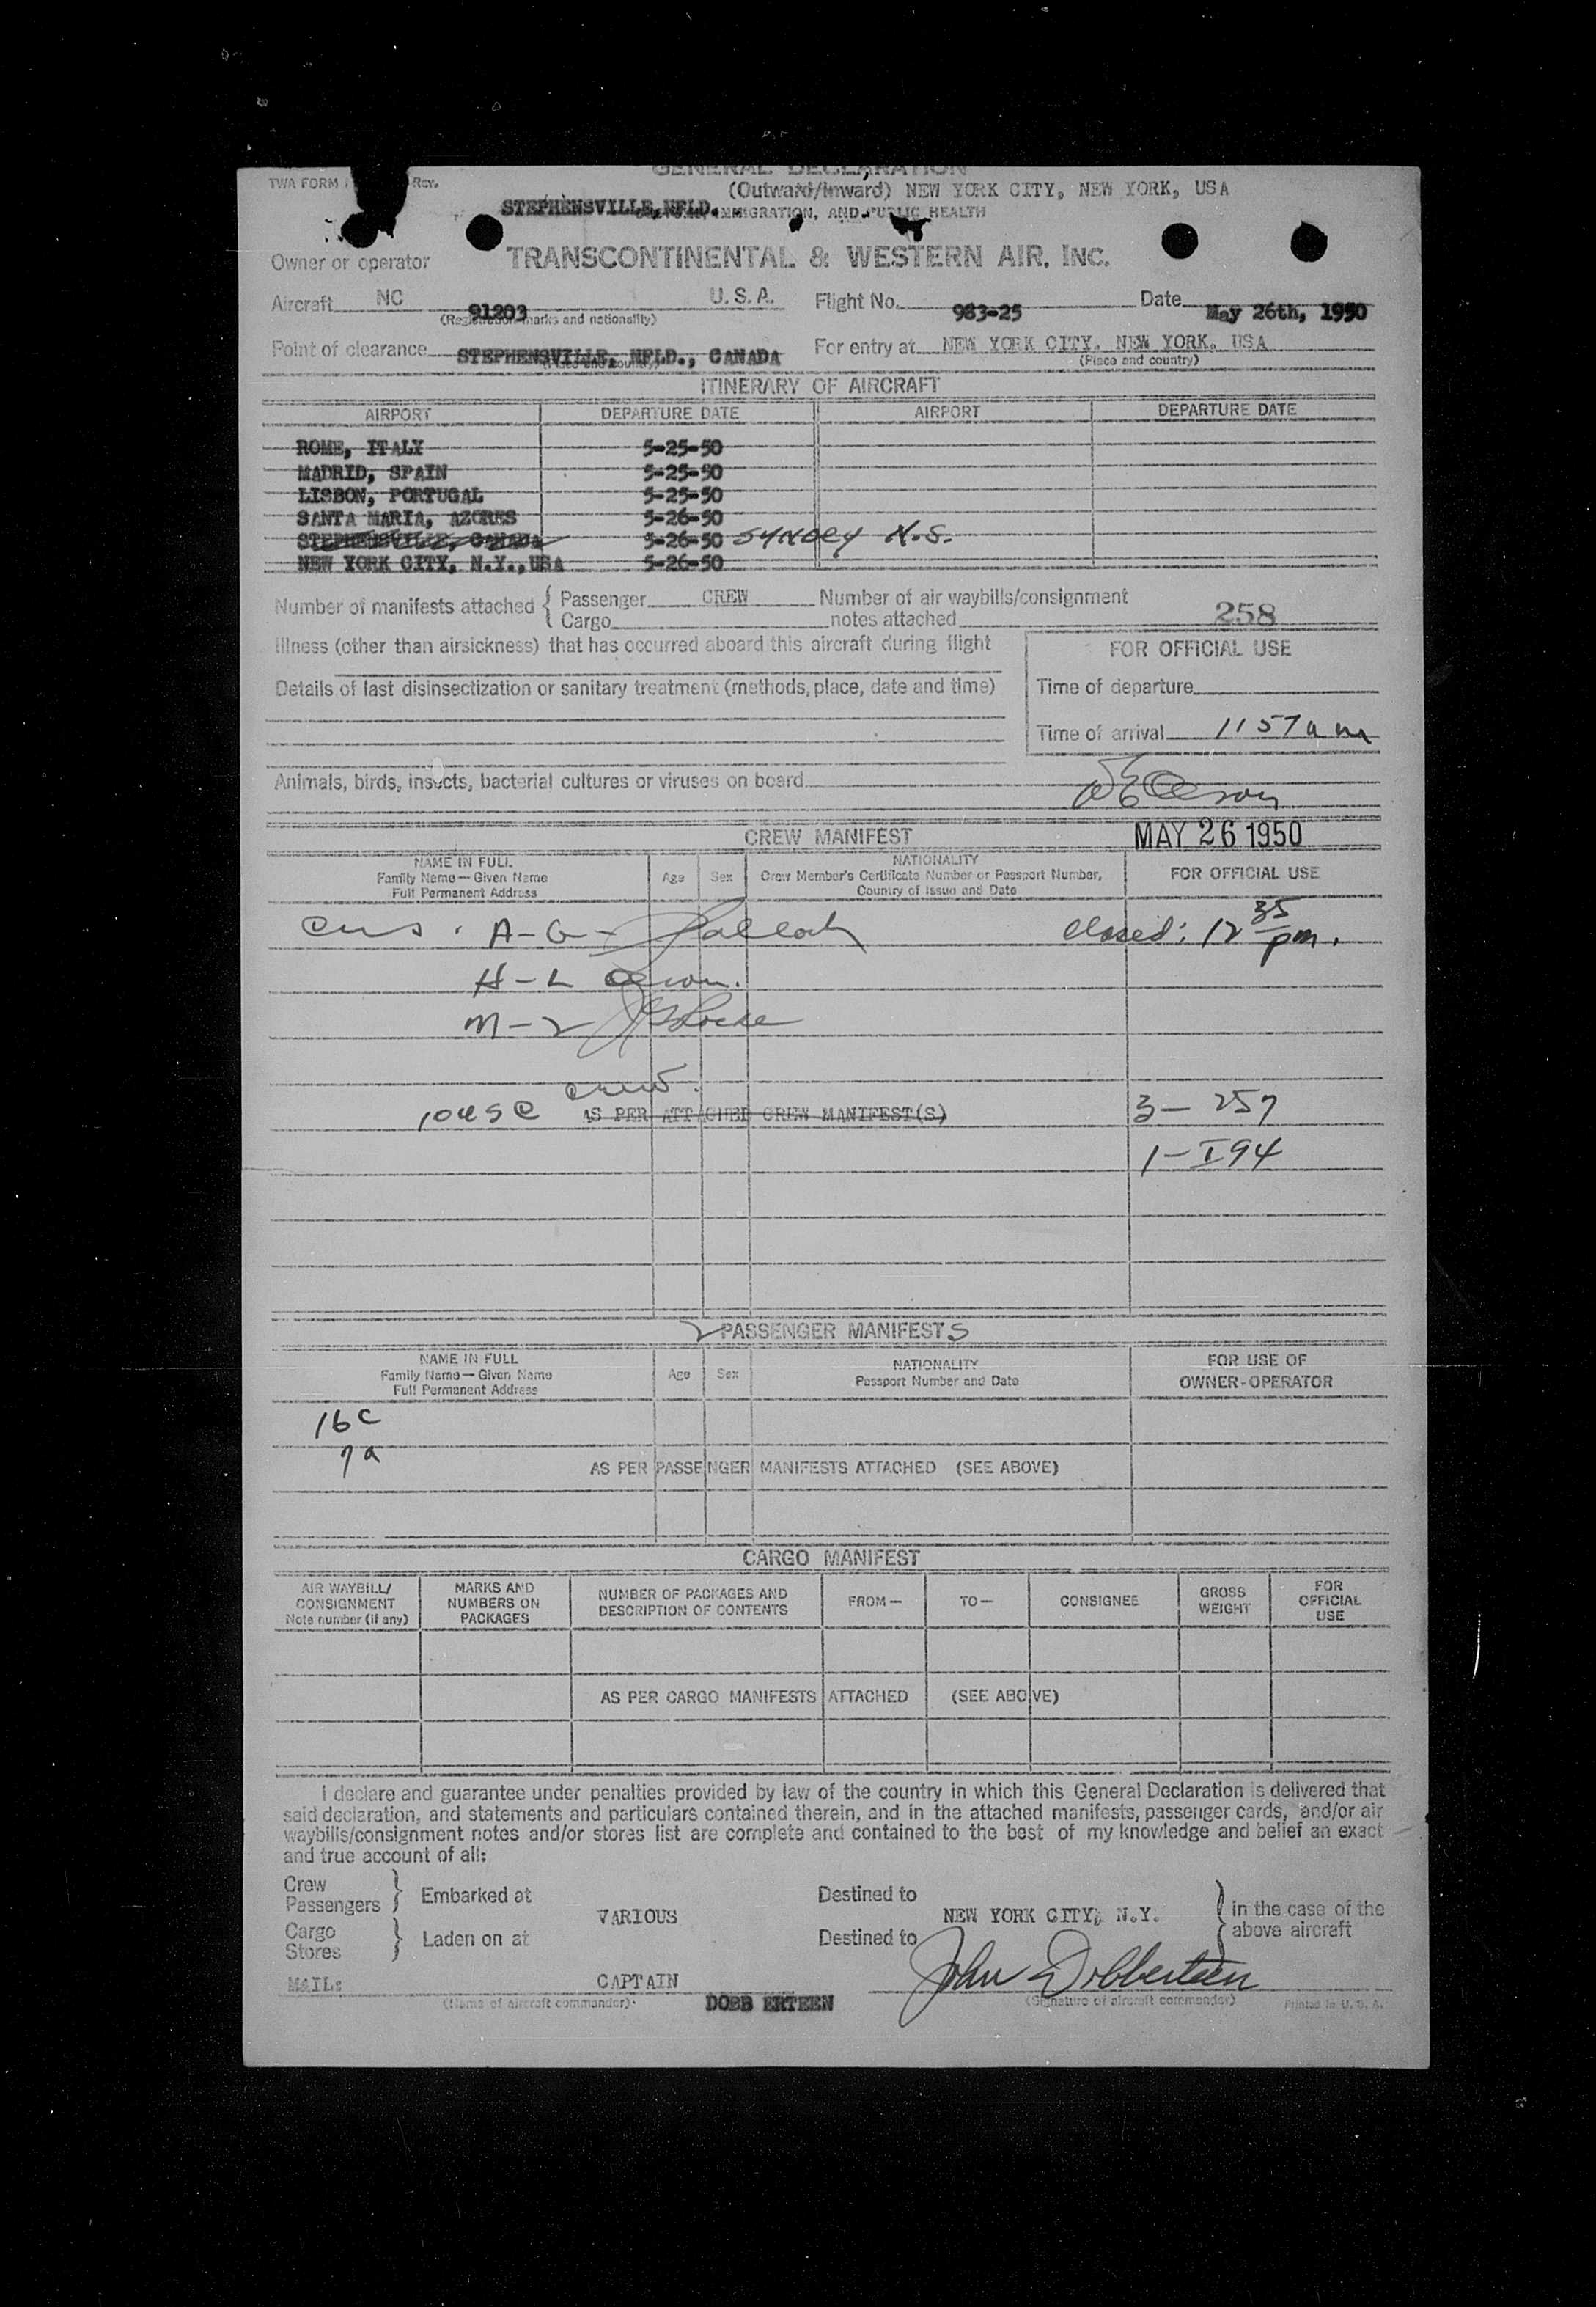 TWA FORM Rev.
GENERAL DECLARATION
(Outward/Inward) NEW YORK CITY, NEW YORK, USA
STEPHENSVILLE, NFLD. IMMIGRATION, AND PUBLIC HEALTH
Owner or operator TRANSCONTINENTAL & WESTERN AIR, INC.
Aircraft NC 91203 U. S. A. Flight No. 983-25 Date May 26th, 1950
(Registration marks and nationality)
Point of clearance STEPHENSVILLE, NFLD., CANADA For entry at NEW YORK CITY, NEW YORK, USA
(Place and country) (Place and country)
ITINERARY OF AIRCRAFT
AIRPORT DEPARTURE DATE AIRPORT DEPARTURE DATE
ROME, ITALY 5-25-50
MADRID, SPAIN 5-25-50
LISBON, PORTUGAL 5-25-50
SANTA MARIA, AZORES 5-26-50
STEPHENSVILLE, CANADA 5-26-50 SYNDEY N.S.
NEW YORK CITY, N.Y.,USA 5-26-50
Number of manifests attached { Passenger CREW Number of air waybills/consignment
Cargo notes attached 258
Illness (other than airsickness) that has occurred aboard this aircraft during flight
FOR OFFICIAL USE
Details of last disinsectization or sanitary treatment (methods, place, date and time)
Time of departure
Time of arrival 11 57 a m
Animals, birds, insects, bacterial cultures or viruses on board
CREW MANIFEST MAY 26 1950
NAME IN FULL
Family Name — Given Name
Full Permanent Address
Age Sex
NATIONALITY
Crew Member's Certificate Number or Passport Number,
Country of Issue and Date
FOR OFFICIAL USE
Cus. A-G- Pollock Closed: 12 35 pm.
H-L
M-2
crew.
10 USC AS PER ATTACHED CREW MANIFEST(S) 3- 257
1- I94
2 PASSENGER MANIFESTS
NAME IN FULL
Family Name — Given Name
Full Permanent Address
Age Sex
NATIONALITY
Passport Number and Date
FOR USE OF
OWNER-OPERATOR
16 C
7 a
AS PER PASSENGER MANIFESTS ATTACHED (SEE ABOVE)
CARGO MANIFEST
AIR WAYBILL/
CONSIGNMENT
Note number (if any)
MARKS AND
NUMBERS ON
PACKAGES
NUMBER OF PACKAGES AND
DESCRIPTION OF CONTENTS
FROM — TO — CONSIGNEE
GROSS
WEIGHT
FOR
OFFICIAL
USE
AS PER CARGO MANIFESTS ATTACHED (SEE ABOVE)
I declare and guarantee under penalties provided by law of the country in which this General Declaration is delivered that
said declaration, and statements and particulars contained therein, and in the attached manifests, passenger cards, and/or air
waybills/consignment notes and/or stores list are complete and contained to the best of my knowledge and belief an exact
and true account of all:
Crew
Passengers } Embarked at VARIOUS Destined to NEW YORK CITY, N.Y. } in the case of the
Cargo
Stores } Laden on at Destined to above aircraft
MAIL: CAPTAIN DOBB ERTEEN John Dobberteen
(Name of aircraft commander) (Signature of aircraft commander) Printed in U. S. A.